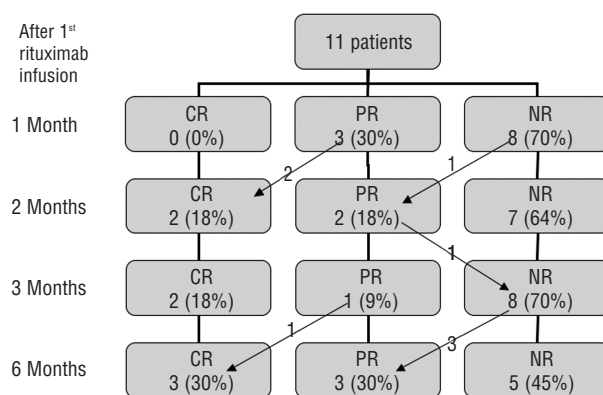 After 1st
rituximab
infusion
11 patients
1 Month
CR
0 (0%)
PR
3 (30%)
NR
8 (70%)
2
1
2 Months
CR
2 (18%)
PR
2 (18%)
NR
7 (64%)
1
3 Months
CR
2 (18%)
PR
1 (9%)
NR
8 (70%)
1
3
6 Months
CR
3 (30%)
PR
3 (30%)
NR
5 (45%)